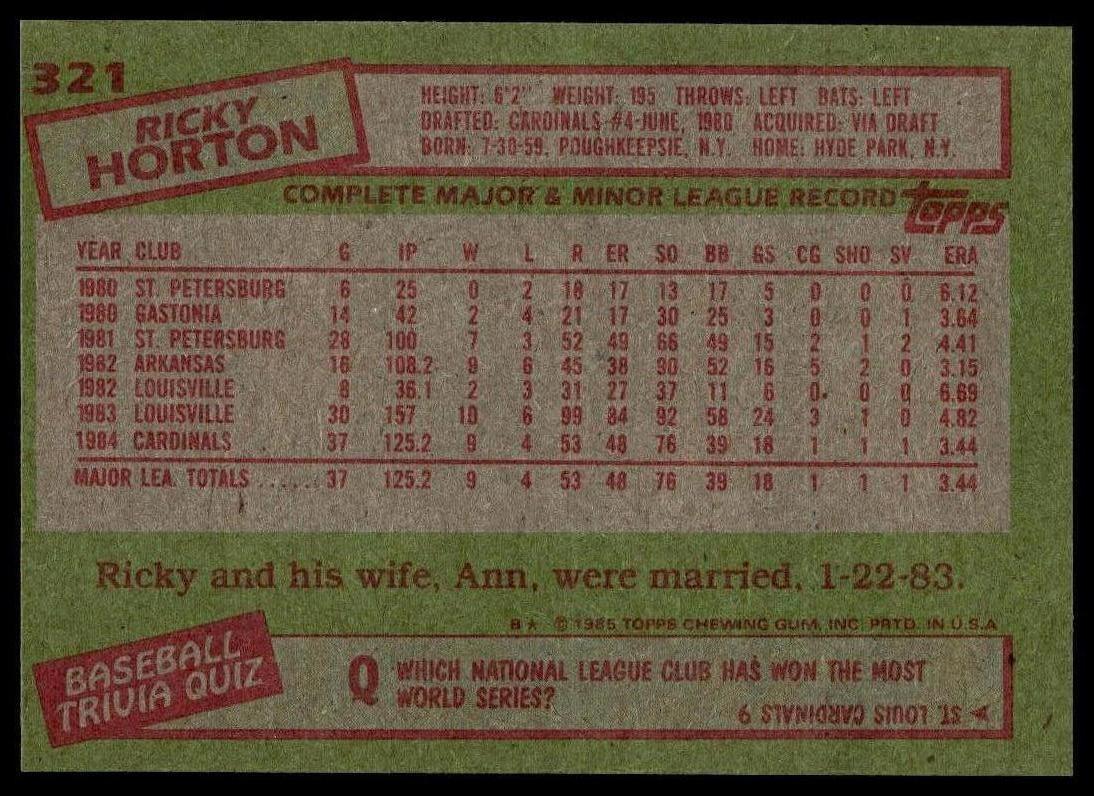 321
RICKY
HORTON
HEIGHT: 6'2" WEIGHT: 195 THROWS: LEFT BATS: LEFT
DRAFTED: CARDINALS #4-JUNE, 1980 ACQUIRED: VIA DRAFT
BORN: 7-30-59, POUGHKEEPSIE, N.Y. HOME: HYDE PARK, N.Y.
COMPLETE MAJOR & MINOR LEAGUE RECORD topps
YEAR CLUB G IP W L R ER SO BB GS CG SHO SV ERA
1980 ST. PETERSBURG 6 25 0 2 18 17 13 17 5 0 0 0 6.12
1980 GASTONIA 14 42 2 4 21 17 30 25 3 0 0 1 3.64
1981 ST. PETERSBURG 28 100 7 3 52 49 66 49 15 2 1 2 4.41
1982 ARKANSAS 16 108.2 9 6 45 38 90 52 16 5 2 0 3.15
1982 LOUISVILLE 8 36.1 2 3 31 27 37 11 6 0 0 0 6.69
1983 LOUISVILLE 30 157 10 6 99 84 92 58 24 3 1 0 4.82
1984 CARDINALS 37 125.2 9 4 53 48 76 39 18 1 1 1 3.44
MAJOR LEA. TOTALS ...... 37 125.2 9 4 53 48 76 39 18 1 1 1 3.44
Ricky and his wife, Ann, were married, 1-22-83.
B★ © 1985 TOPPS CHEWING GUM, INC. PRTD. IN U.S.A
BASEBALL
TRIVIA QUIZ
Q WHICH NATIONAL LEAGUE CLUB HAS WON THE MOST
WORLD SERIES?
ST. LOUIS CARDINALS 9